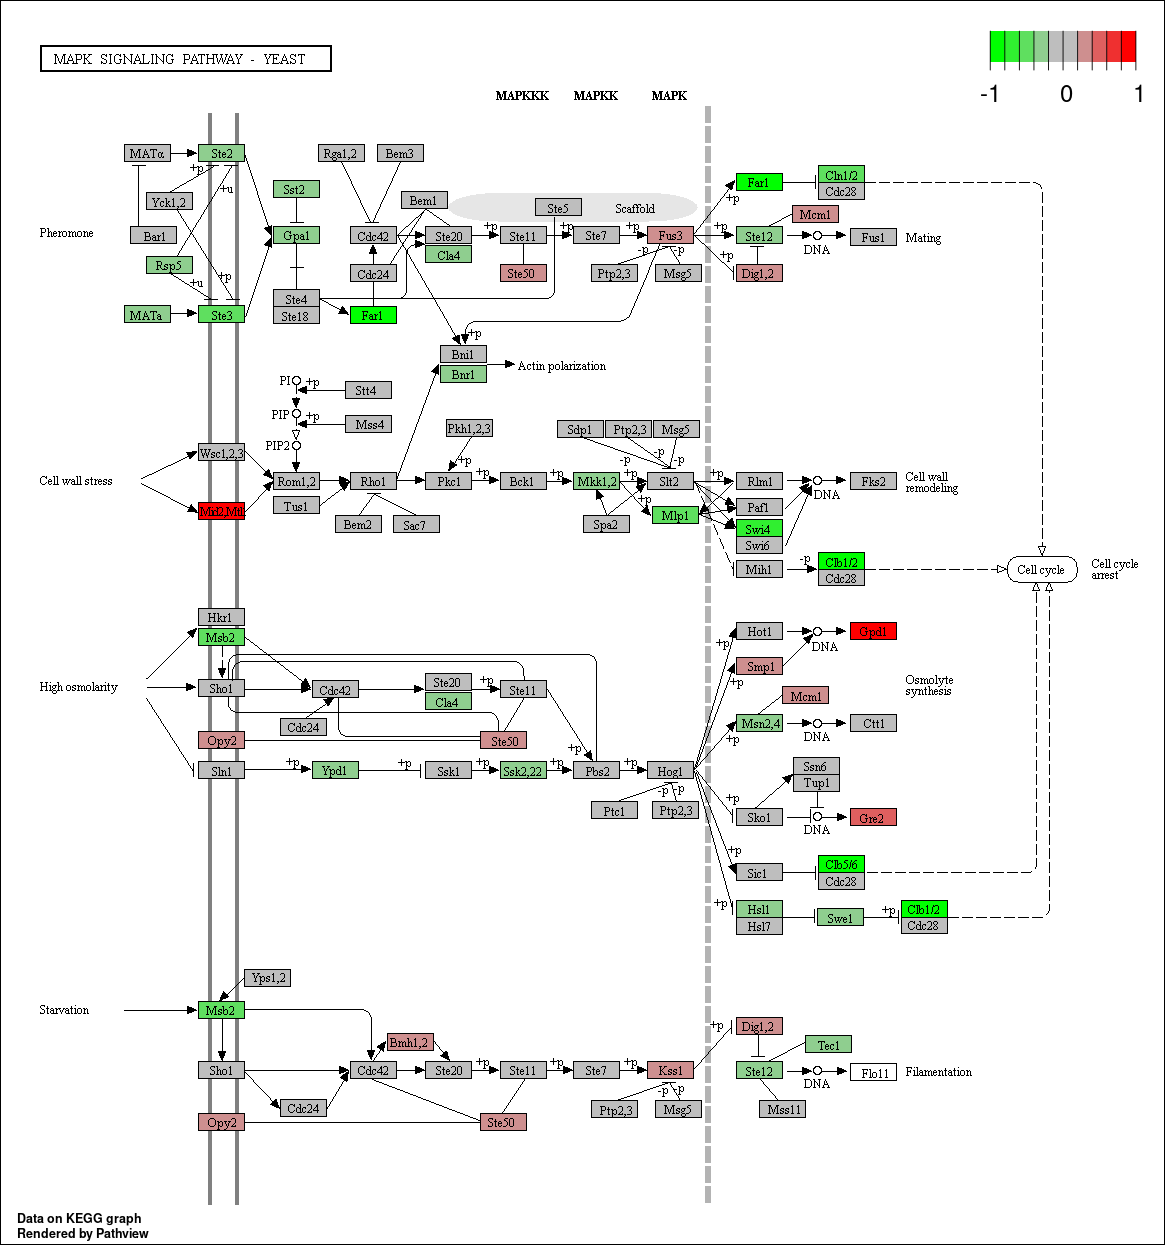 MAPK SIGNALING PATHWAY - YEAST
-1 0 1
MAPKKK MAPKK MAPK
Pheromone
MATα Ste2 Rga1,2 Bem3
+p
+u
Sst2 Far1 Cln1/2
Cdc28
+p
Yck1,2 Bem1 Ste5 Scaffold Mcm1
Bar1 Gpa1 Cdc42 Ste20 +p Ste11 +p Ste7 +p Fus3 +p Ste12 DNA Fus1 Mating
Cla4
Rsp5 +p Cdc24 Ste50 Ptp2,3 -p -p Msg5 +p Dig1,2
+u
Ste4
Ste18
MATa Ste3 Far1
+p
Bni1
Bnr1 Actin polarization
PI +p Stt4
PIP +p Mss4
PIP2
Pkh1,2,3 Sdp1 Ptp2,3 Msg5
-p -p -p
Cell wall stress
Wsc1,2,3
Rom1,2 Rho1 Pkc1 +p Bck1 Mkk1,2 +p Slt2 +p Rlm1 DNA Fks2 Cell wall
remodeling
+p +p
Tus1 Paf1
Bem2 Sac7 Spa2 Mlp1 Swi4
Swi6
Mih1 -p Clb1/2
Cdc28
Cell cycle Cell cycle
arrest
Hkr1
Msb2
Hot1 DNA Gpd1
+p
High osmolarity
Sho1 Cdc42 Ste20 +p Ste11 Smp1 +p
Cla4
Osmolyte
synthesis
Cdc24 Mcm1
Opy2 Ste50 Msn2,4 DNA Ctt1
+p
+p
Sln1 +p Ypd1 +p Ssk1 +p Ssk2,22 +p Pbs2 +p Hog1
Ssn6
Tup1
-p -p
Ptc1 Ptp2,3
+p Sko1 DNA Gre2
+p Sic1 Clb5/6
Cdc28
+p Hsl1
Hsl7
Swe1 +p Clb1/2
Cdc28
Yps1,2
Starvation
Msb2
Bmh1,2 +p Dig1,2
Tec1
Sho1 Cdc42 Ste20 +p Ste11 +p Ste7 +p Kss1 Ste12 DNA Flo11 Filamentation
Cdc24 -p -p
Ptp2,3 Msg5 Mss11
Opy2 Ste50
Data on KEGG graph
Rendered by Pathview